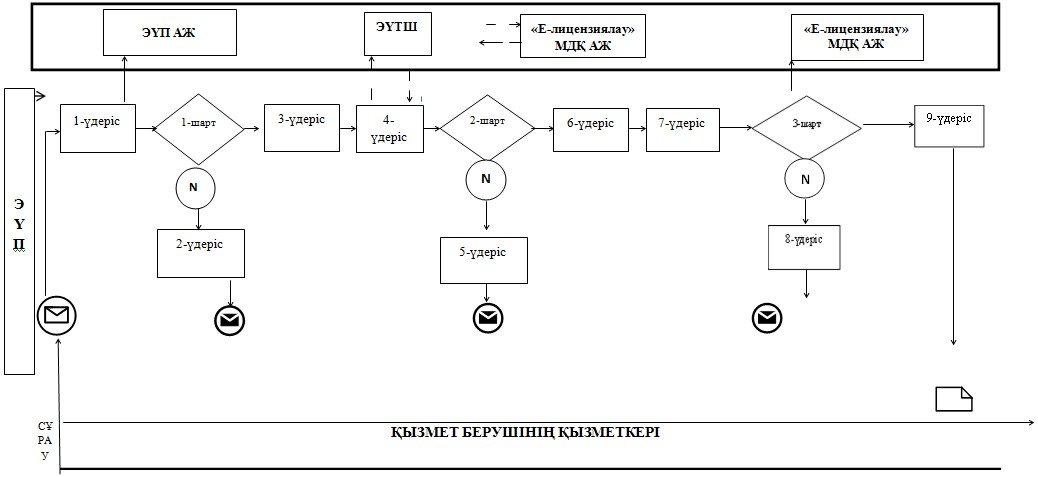 ЭҮП АЖ
ЭҮТШ
«Е-лицензиялау»
МДҚ АЖ
«Е-лицензиялау»
МДҚ АЖ
1-үдеріс
1-шарт
3-үдеріс
4-
үдеріс
2-шарт
6-үдеріс
7-үдеріс
3-шарт
9-үдеріс
N
N
N
2-үдеріс
5-үдеріс
8-үдеріс
Э
Ү
П
СҰ
РА
У
ҚЫЗМЕТ БЕРУШІНІҢ ҚЫЗМЕТКЕРІ